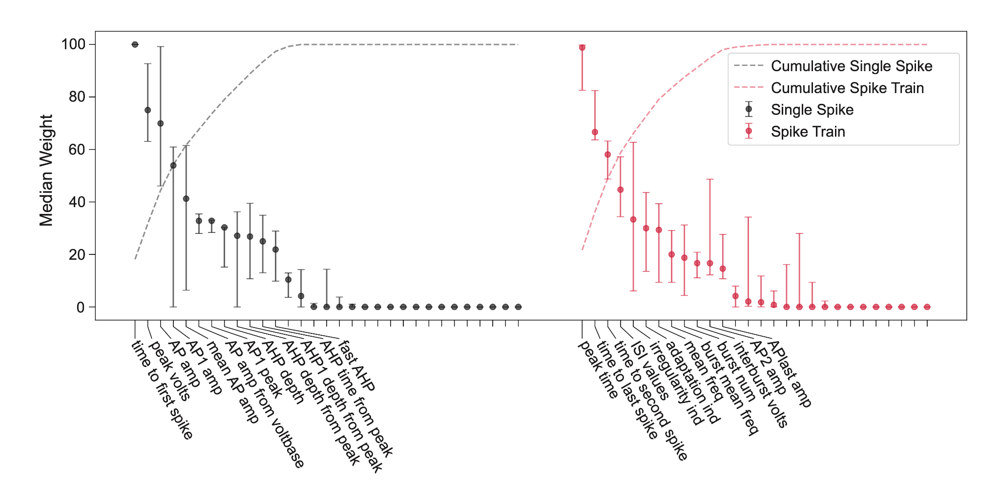 Median Weight
100
80
60
40
20
0
Cumulative Single Spike
Cumulative Spike Train
Single Spike
Spike Train
time to first spike
peak volts
AP amp
AP1 amp
mean AP amp
AP amp from voltbase
AP1 peak
AHP depth
AHP depth from peak
AHP1 depth from peak
AHP time from peak
fast AHP
peak time
time to last spike
time to second spike
ISI values
irregularity ind
adaptation ind
mean freq
burst mean freq
burst num
interburst volts
AP2 amp
APlast amp